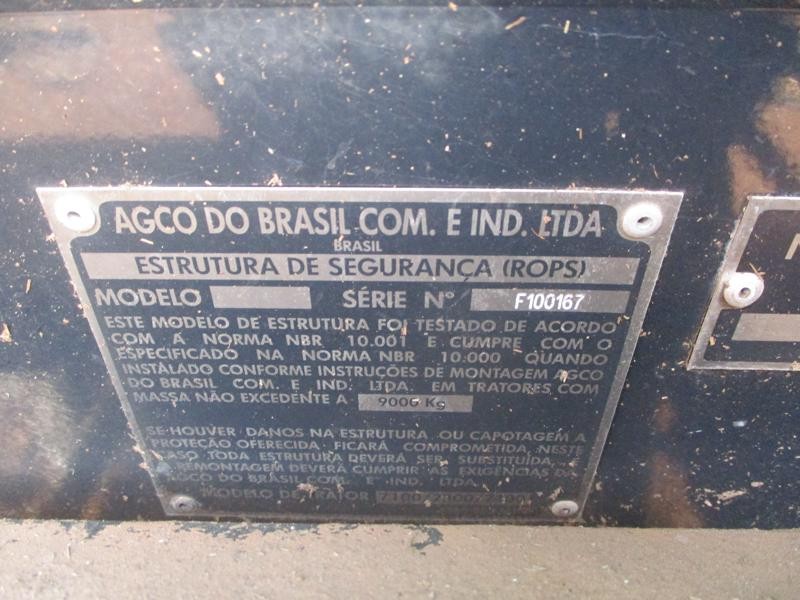 AGCO DO BRASIL COM. E IND. LTDA
BRASIL
ESTRUTURA DE SEGURANÇA (ROPS)
MODELO SÉRIE Nº F100167
ESTE MODELO DE ESTRUTURA FOI TESTADO DE ACORDO
COM Á NORMA NBR 10.001 E CUMPRE COM O
ESPECIFICADO NA NORMA NBR 10.000 QUANDO
INSTALADO CONFORME INSTRUÇÕES DE MONTAGEM AGCO
DO BRASIL COM. E IND. LTDA. EM TRATORES COM
MASSA NÃO EXCEDENTE A 9000 Kg
SE HOUVER DANOS NA ESTRUTURA OU CAPOTAGEM A
PROTEÇÃO OFERECIDA FICARÁ COMPROMETIDA, NESTE
CASO TODA ESTRUTURA DEVERÁ SER SUBSTITUÍDA,
A REMONTAGEM DEVERÁ CUMPRIR AS EXIGÊNCIAS DA
AGCO DO BRASIL COM. E IND. LTDA.
MODELO DE TRATOR